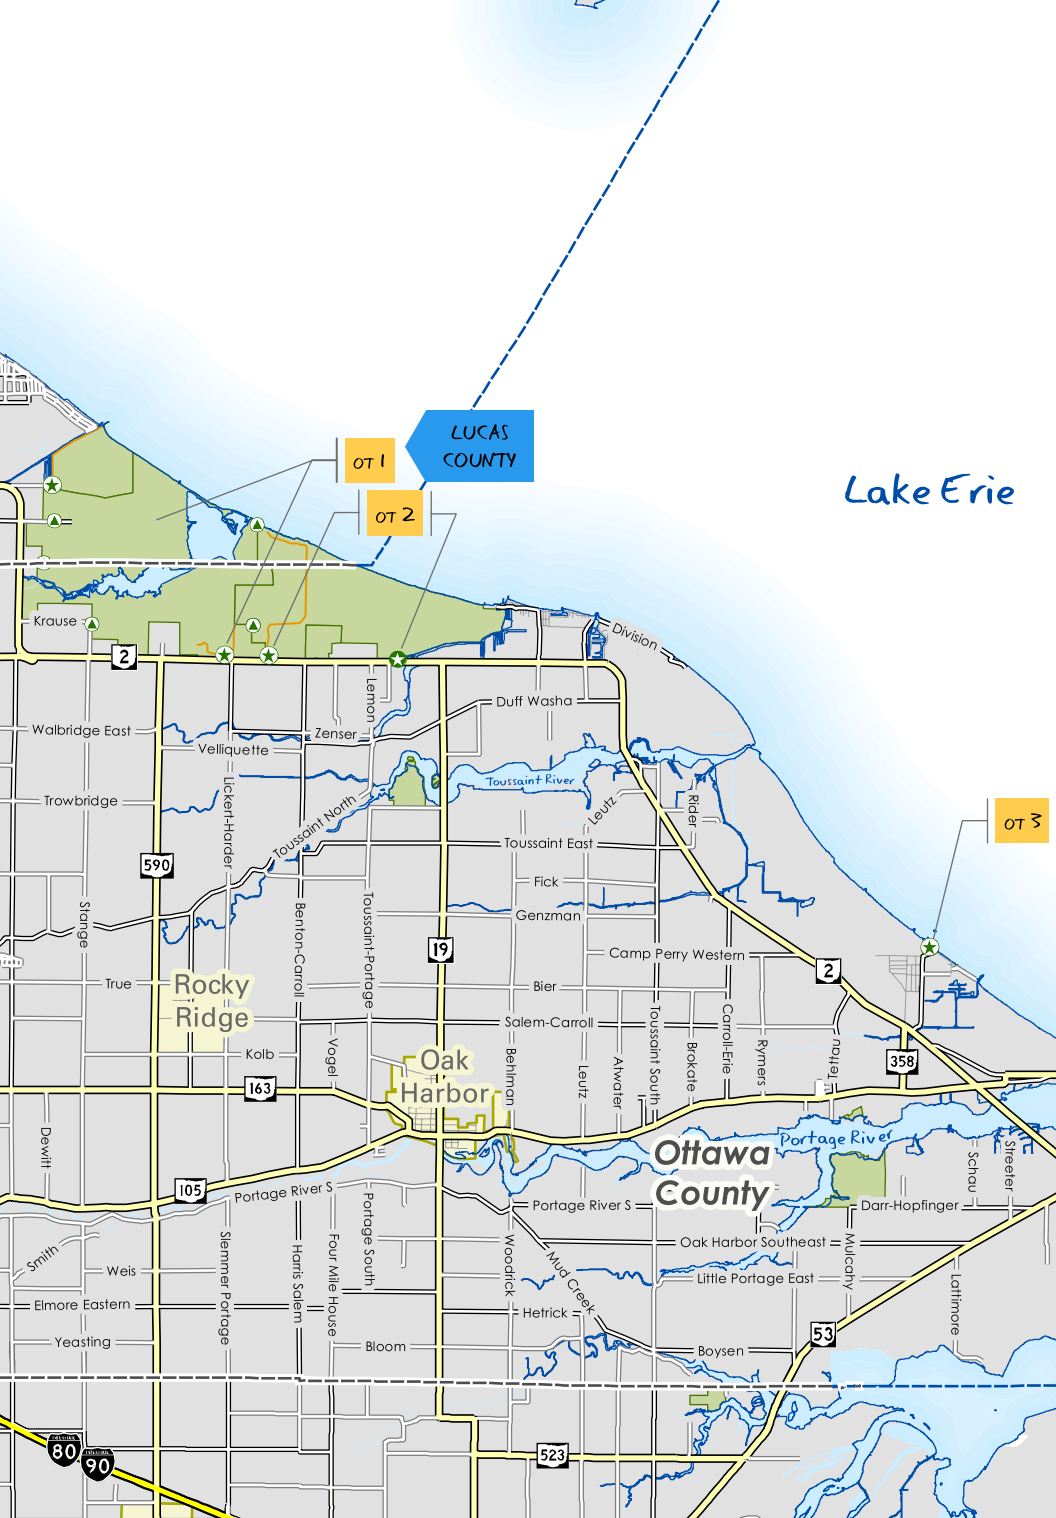 LUCAS
COUNTY
OT 1
OT 2
Lake Erie
Krause
Division
2
Lemon
Duff Washa
Walbridge East
Zenser
Velliquette
Toussaint River
Trowbridge
Lickert-Harder
Toussaint North
Leutz
Rider
OT 3
590
Toussaint East
Fick
Stange
Benton-Carroll
Toussaint-Portage
Genzman
19
Camp Perry Western
2
True
Rocky
Ridge
Bier
Salem-Carroll
Toussaint South
Carroll-Erie
Kolb
Vogel
Oak
Harbor
Behlman
Leutz
Atwater
Brokate
Rymers
Tettau
358
163
Dewitt
Portage River
Ottawa
County
Schau
Streeter
105
Portage River S
Portage South
Portage River S
Darr-Hopfinger
Smith
Slemmer Portage
Harris Salem
Four Mile House
Woodrick
Mud Creek
Oak Harbor Southeast
Mulcahy
Weis
Little Portage East
Lattimore
Elmore Eastern
Hetrick
Yeasting
Bloom
Boysen
53
80
90
523